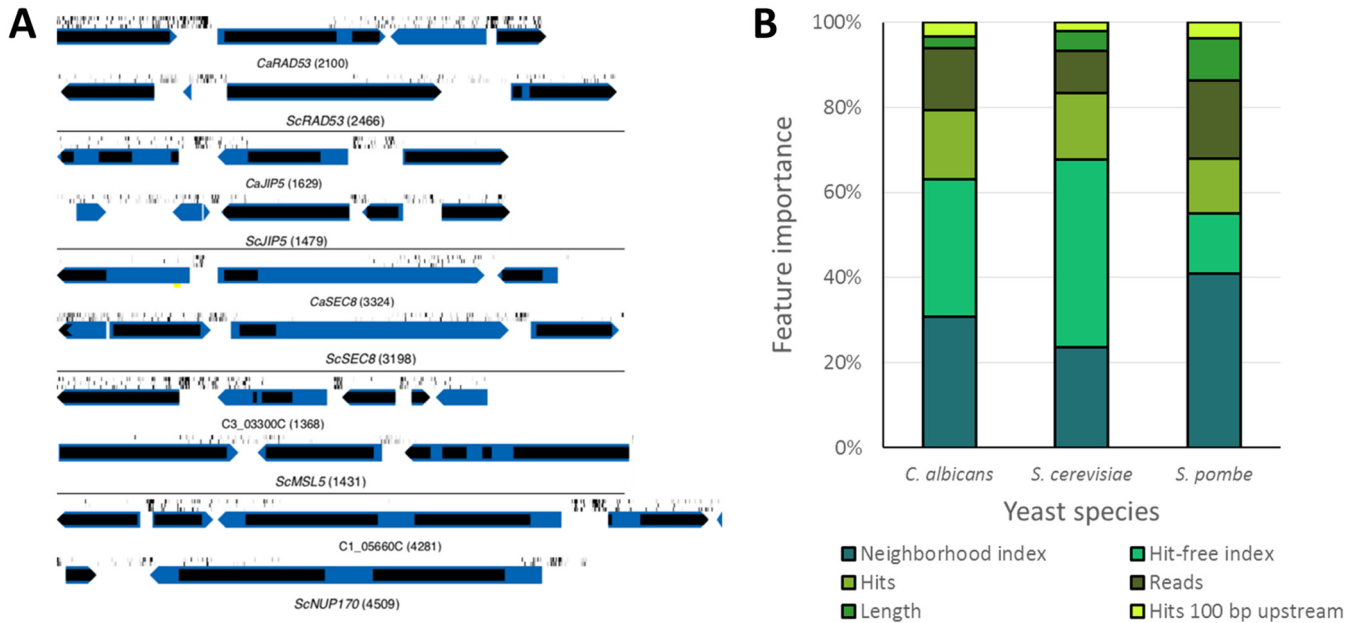 A
CaRAD53 (2100)
ScRAD53 (2466)
CaJIP5 (1629)
ScJIP5 (1479)
CaSEC8 (3324)
ScSEC8 (3198)
C3_03300C (1368)
ScMSL5 (1431)
C1_05660C (4281)
ScNUP170 (4509)
B
Feature importance
100%
80%
60%
40%
20%
0%
C. albicans S. cerevisiae S. pombe
Yeast species
Neighborhood index Hit-free index
Hits Reads
Length Hits 100 bp upstream